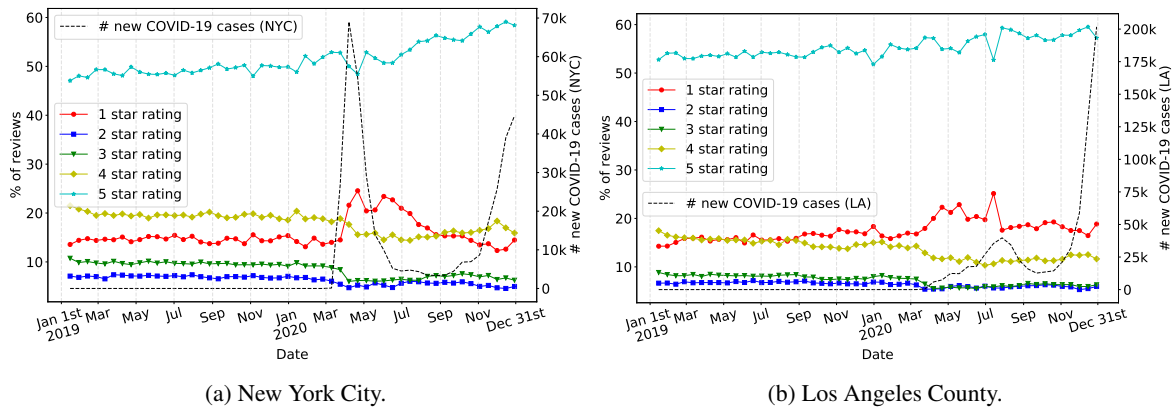 60
50
40
30
20
10
% of reviews
# new COVID-19 cases (NYC)
1 star rating
2 star rating
3 star rating
4 star rating
5 star rating
70k
60k
50k
40k
30k
20k
10k
0
# new COVID-19 cases (NYC)
Jan 1st 2019
Mar
May
Jul
Sep
Nov
Jan 1st 2020
Mar
May
Jul
Sep
Nov
Dec 31st
Date
(a) New York City.
60
50
40
30
20
10
% of reviews
1 star rating
2 star rating
3 star rating
4 star rating
5 star rating
# new COVID-19 cases (LA)
200k
175k
150k
125k
100k
75k
50k
25k
0
# new COVID-19 cases (LA)
Jan 1st 2019
Mar
May
Jul
Sep
Nov
Jan 1st 2020
Mar
May
Jul
Sep
Nov
Dec 31st
Date
(b) Los Angeles County.